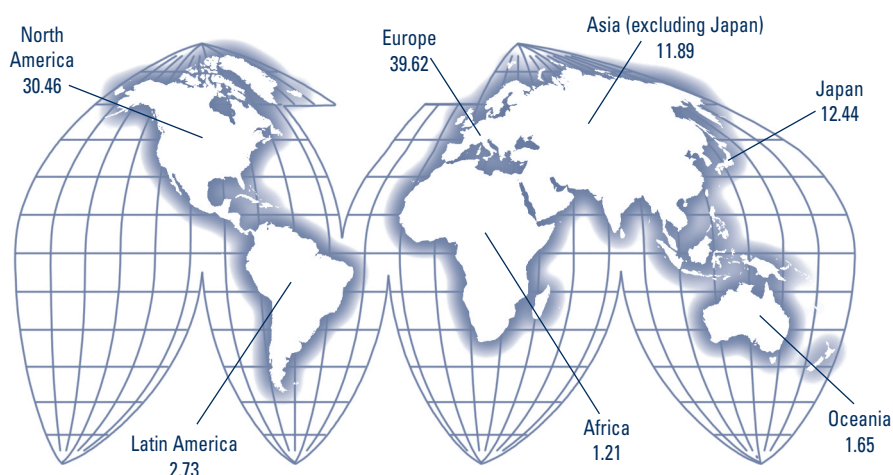 North
America
30.46
Europe
39.62
Asia (excluding Japan)
11.89
Japan
12.44
Latin America
2.73
Africa
1.21
Oceania
1.65